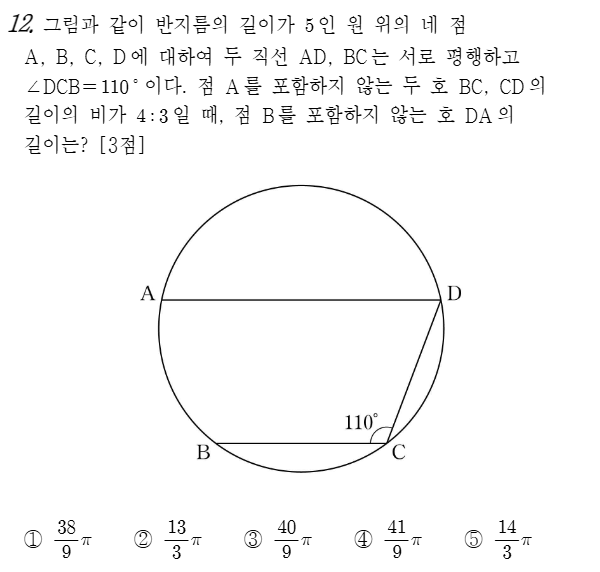 12. 그림과 같이 반지름의 길이가 5인 원 위의 네 점
A, B, C, D에 대하여 두 직선 AD, BC는 서로 평행하고
∠DCB=110°이다. 점 A를 포함하지 않는 두 호 BC, CD의
길이의 비가 4:3일 때, 점 B를 포함하지 않는 호 DA의
길이는? [3점]
A
D
110°
B
C
① 38/9 π ② 13/3 π ③ 40/9 π ④ 41/9 π ⑤ 14/3 π